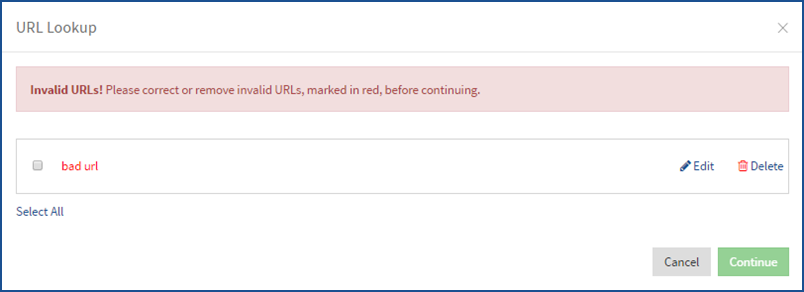 URL Lookup
Invalid URLs! Please correct or remove invalid URLs, marked in red, before continuing.
bad url Edit Delete
Select All
Cancel Continue